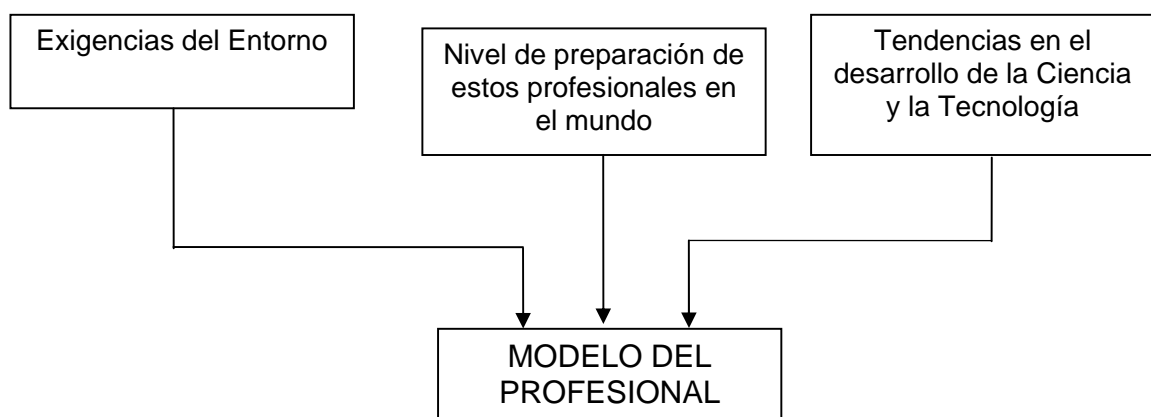 Exigencias del Entorno
Nivel de preparación de
estos profesionales en
el mundo
Tendencias en el
desarrollo de la Ciencia
y la Tecnología
MODELO DEL
PROFESIONAL